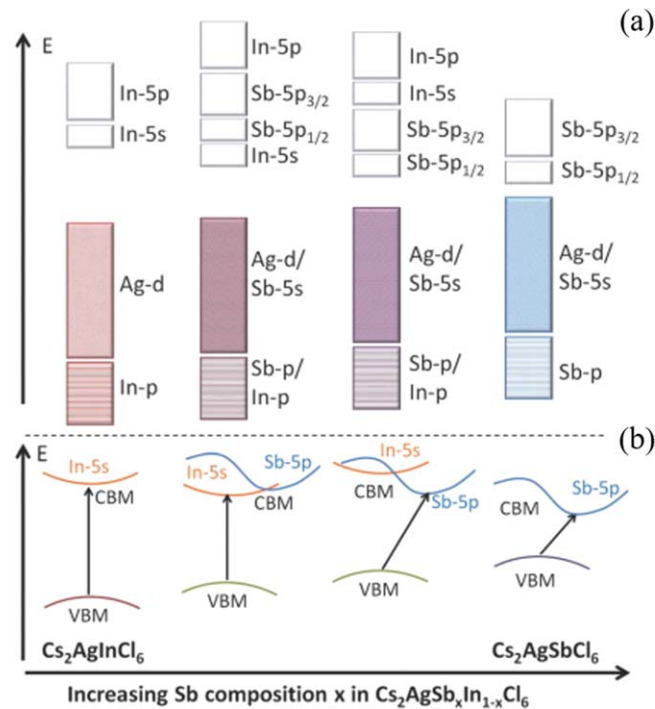 (a)
E
In-5p
In-5s
Ag-d
In-p
In-5p
Sb-5p3/2
Sb-5p1/2
In-5s
Ag-d/
Sb-5s
Sb-p/
In-p
In-5p
In-5s
Sb-5p3/2
Sb-5p1/2
Ag-d/
Sb-5s
Sb-p/
In-p
Sb-5p3/2
Sb-5p1/2
Ag-d/
Sb-5s
Sb-p
(b)
E
In-5s
CBM
VBM
In-5s
Sb-5p
CBM
VBM
In-5s
CBM
Sb-5p
VBM
Sb-5p
CBM
VBM
Cs2AgInCl6
Cs2AgSbCl6
Increasing Sb composition x in Cs2AgSbxIn1-xCl6